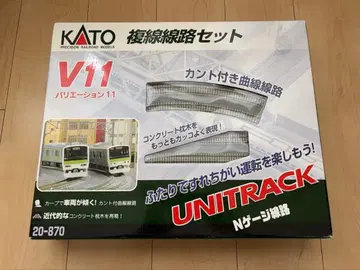 KATO
PRECISION RAILROAD MODELS
複線線路セット
V11
バリエーション11
カント付き曲線線路
コンクリート枕木を
もっともカッコよく表現!
ふたりですれちがい運転を楽しもう!
UNITRACK
Nゲージ線路
カーブで車両が傾く!カント付曲線線路
近代的なコンクリート枕木を再現!
20-870